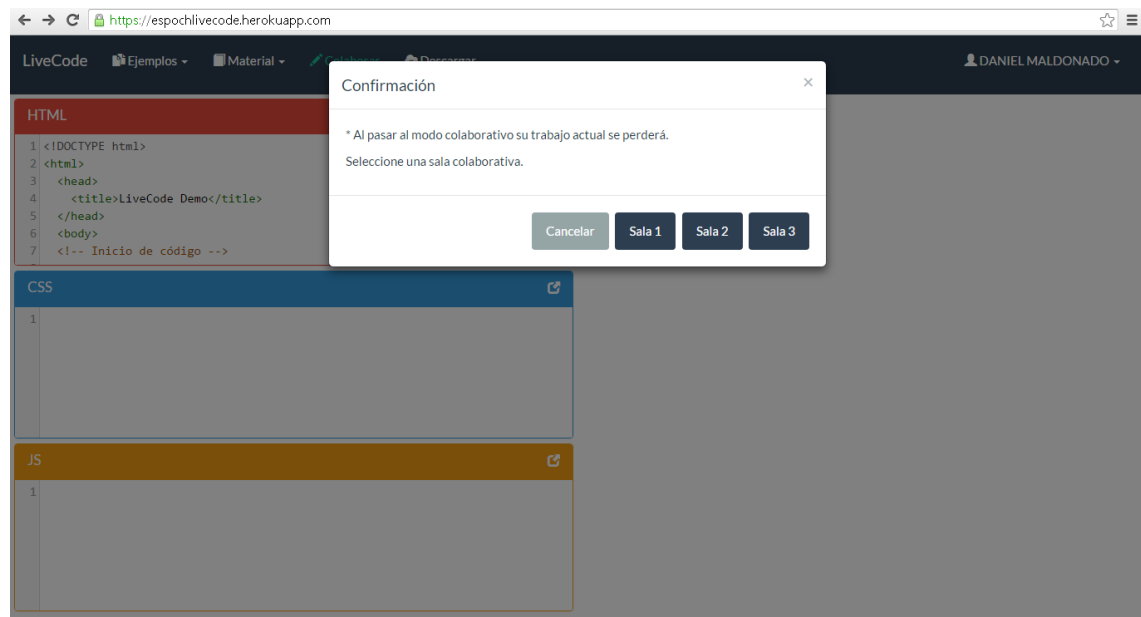 https://espochlivecode.herokuapp.com
LiveCode Ejemplos Material Colaborar Descargar DANIEL MALDONADO
Confirmación ×
* Al pasar al modo colaborativo su trabajo actual se perderá.
Seleccione una sala colaborativa.
Cancelar Sala 1 Sala 2 Sala 3
HTML
1 <!DOCTYPE html>
2 <html>
3 <head>
4 <title>LiveCode Demo</title>
5 </head>
6 <body>
7 <!-- Inicio de código -->
CSS
1
JS
1